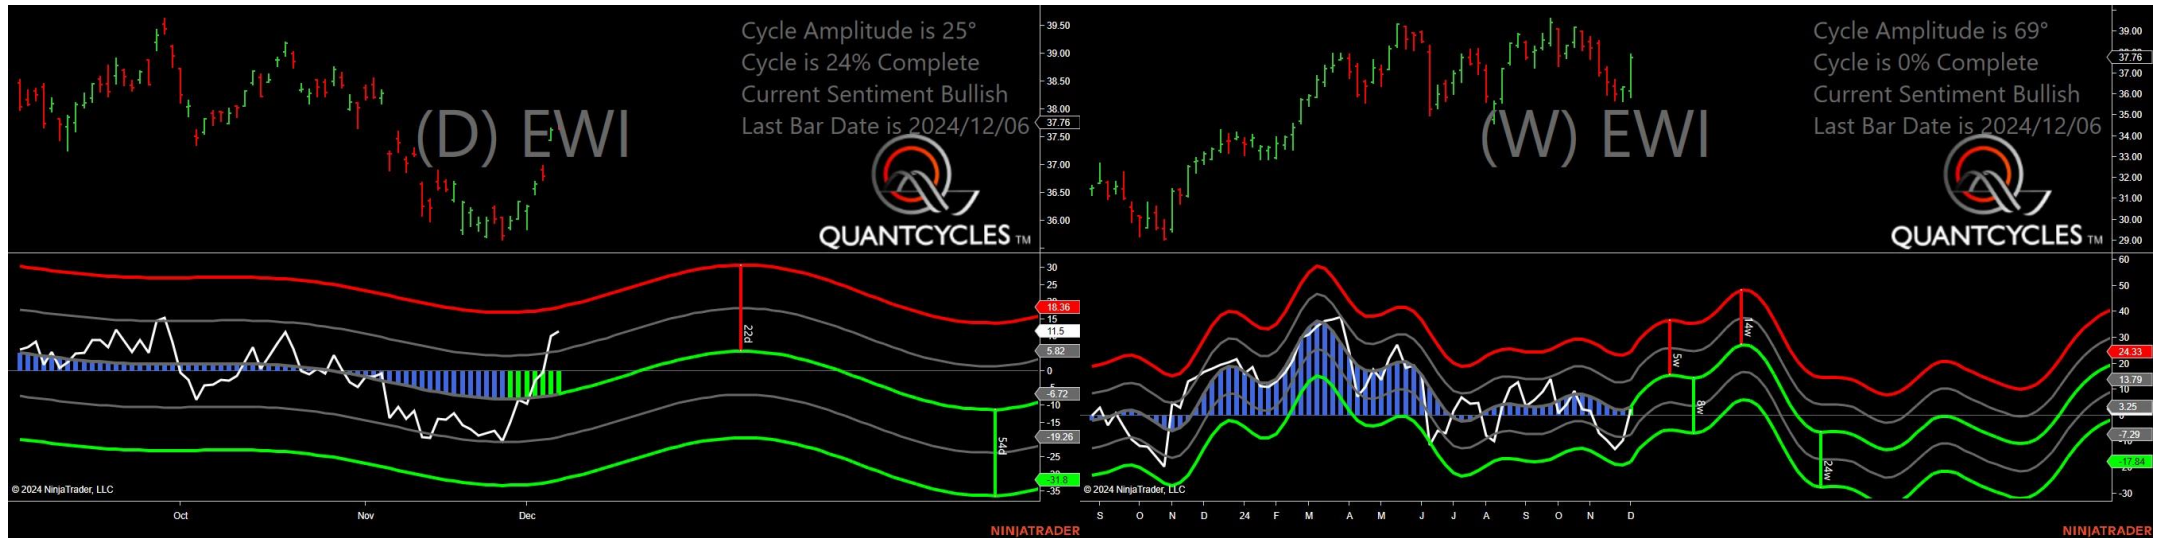 Cycle Amplitude is 25°
Cycle is 24% Complete
Current Sentiment Bullish
Last Bar Date is 2024/12/06
(D) EWI
QUANTCYCLES TM
39.50
39.00
38.50
38.00
37.76
37.50
37.00
36.50
36.00
30
25
18.36
15
11.5
5.82
0
-5
-6.72
-10
-15
-19.26
-25
-31.8
-35
22d
54d
© 2024 NinjaTrader, LLC
Oct
Nov
Dec
NINJATRADER
Cycle Amplitude is 69°
Cycle is 0% Complete
Current Sentiment Bullish
Last Bar Date is 2024/12/06
(W) EWI
QUANTCYCLES TM
39.00
37.76
37.00
36.00
35.00
34.00
33.00
32.00
31.00
30.00
29.00
60
50
40
30
24.33
20
13.79
10
3.25
-7.29
-17.84
-30
5w
8w
14w
24w
© 2024 NinjaTrader, LLC
S O N D 24 F M A M J J A S O N D
NINJATRADER